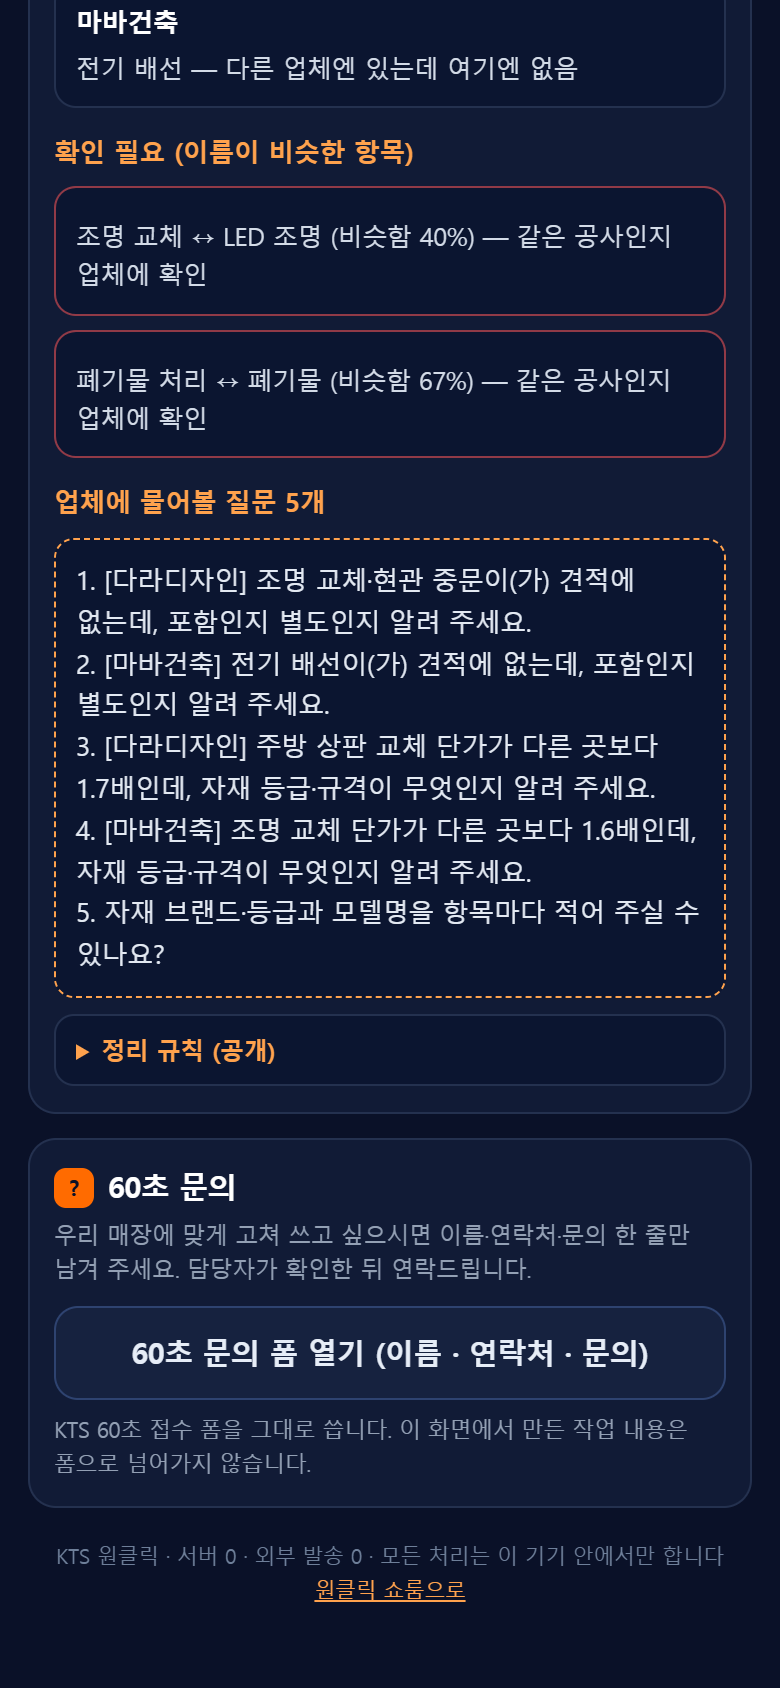 마바건축
전기 배선 — 다른 업체엔 있는데 여기엔 없음
확인 필요 (이름이 비슷한 항목)
조명 교체 ↔ LED 조명 (비슷함 40%) — 같은 공사인지
업체에 확인
폐기물 처리 ↔ 폐기물 (비슷함 67%) — 같은 공사인지
업체에 확인
업체에 물어볼 질문 5개
1. [다라디자인] 조명 교체·현관 중문이(가) 견적에
없는데, 포함인지 별도인지 알려 주세요.
2. [마바건축] 전기 배선이(가) 견적에 없는데, 포함인지
별도인지 알려 주세요.
3. [다라디자인] 주방 상판 교체 단가가 다른 곳보다
1.7배인데, 자재 등급·규격이 무엇인지 알려 주세요.
4. [마바건축] 조명 교체 단가가 다른 곳보다 1.6배인데,
자재 등급·규격이 무엇인지 알려 주세요.
5. 자재 브랜드·등급과 모델명을 항목마다 적어 주실 수
있나요?
▶ 정리 규칙 (공개)
? 60초 문의
우리 매장에 맞게 고쳐 쓰고 싶으시면 이름·연락처·문의 한 줄만
남겨 주세요. 담당자가 확인한 뒤 연락드립니다.
60초 문의 폼 열기 (이름 · 연락처 · 문의)
KTS 60초 접수 폼을 그대로 씁니다. 이 화면에서 만든 작업 내용은
폼으로 넘어가지 않습니다.
KTS 원클릭 · 서버 0 · 외부 발송 0 · 모든 처리는 이 기기 안에서만 합니다
원클릭 쇼룸으로